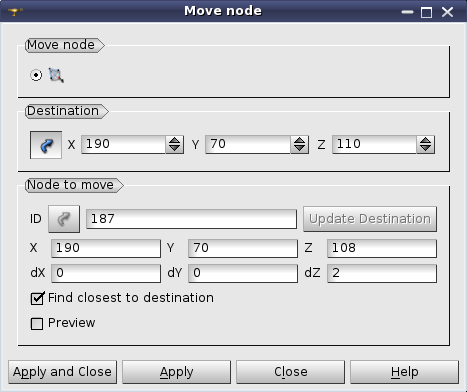 Move node
Move node
Destination
X 190 Y 70 Z 110
Node to move
ID 187 Update Destination
X 190 Y 70 Z 108
dX 0 dY 0 dZ 2
Find closest to destination
Preview
Apply and Close Apply Close Help